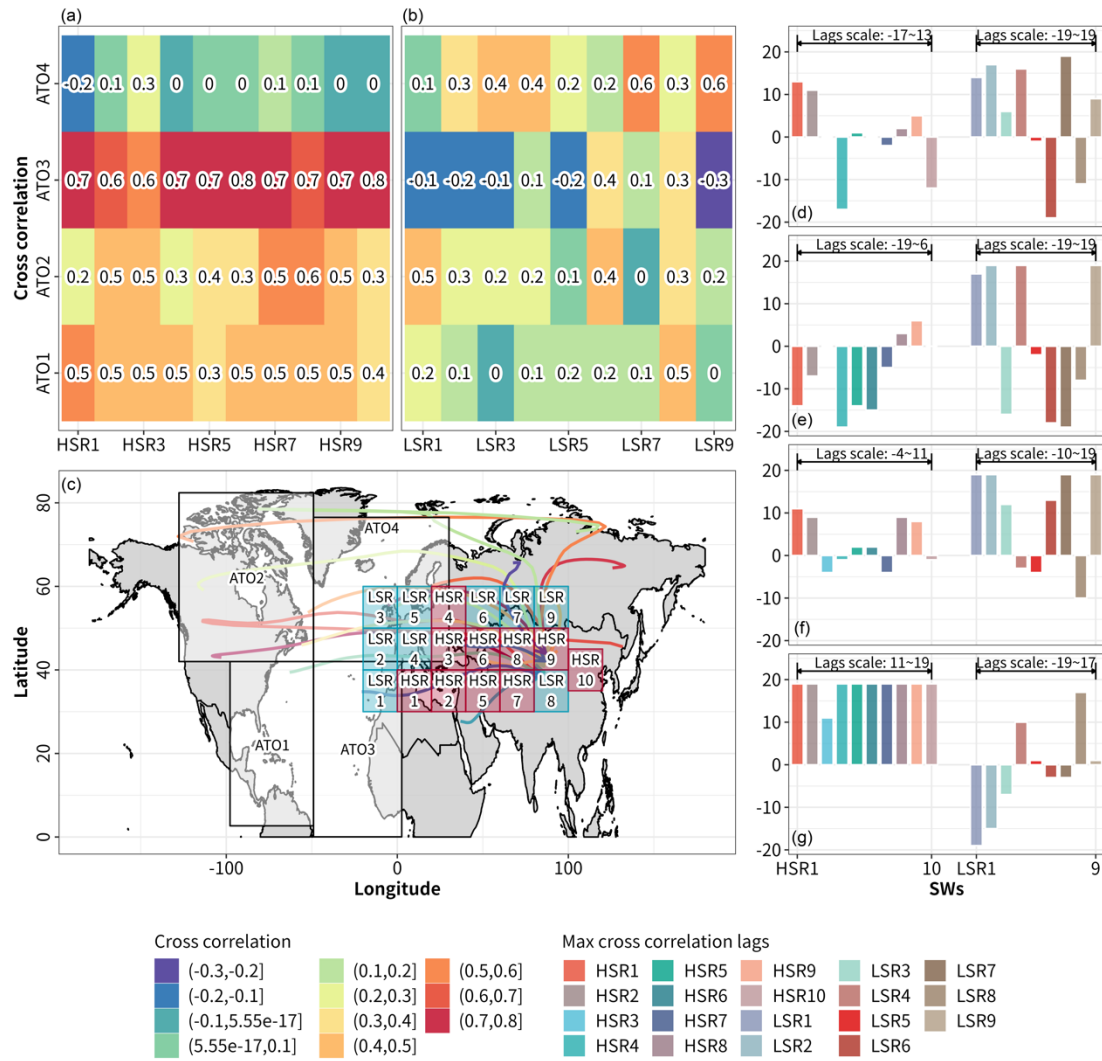 (a)
(b)
Cross correlation
ATO4
-0.2 0.1 0.3 0 0 0.1 0.1 0 0
0.1 0.3 0.4 0.4 0.2 0.2 0.6 0.3 0.6
ATO3
0.7 0.6 0.6 0.7 0.7 0.8 0.7 0.7 0.7 0.8
-0.1 -0.2 -0.1 0.1 -0.2 0.4 0.1 0.3 -0.3
ATO2
0.2 0.5 0.5 0.3 0.4 0.3 0.5 0.6 0.5 0.3
0.5 0.3 0.2 0.2 0.1 0.4 0 0.3 0.2
ATO1
0.5 0.5 0.5 0.5 0.3 0.5 0.5 0.5 0.5 0.4
0.2 0.1 0 0.1 0.2 0.2 0.1 0.5 0
HSR1 HSR3 HSR5 HSR7 HSR9
LSR1 LSR3 LSR5 LSR7 LSR9
(c)
80
60
40
20
0
Latitude
ATO4
ATO2
ATO1
ATO3
LSR LSR HSR LSR LSR LSR
3 5 4 6 7 9
LSR LSR HSR HSR HSR HSR
2 4 3 6 8 9
HSR
10
LSR HSR HSR HSR HSR LSR
1 1 2 5 7 8
-100 0 100
Longitude
Lags scale: -17~13
Lags scale: -19~19
20
10
0
-10
-20
(d)
Lags scale: -19~6
Lags scale: -19~19
20
10
0
-10
-20
(e)
Lags scale: -4~11
Lags scale: -10~19
20
10
0
-10
-20
(f)
Lags scale: 11~19
Lags scale: -19~17
20
10
0
-10
-20
(g)
HSR1 10 LSR1 9
SWs
Cross correlation
(-0.3,-0.2]
(-0.2,-0.1]
(-0.1,5.55e-17]
(5.55e-17,0.1]
(0.1,0.2]
(0.2,0.3]
(0.3,0.4]
(0.4,0.5]
(0.5,0.6]
(0.6,0.7]
(0.7,0.8]
Max cross correlation lags
HSR1
HSR2
HSR3
HSR4
HSR5
HSR6
HSR7
HSR8
HSR9
HSR10
LSR1
LSR2
LSR3
LSR4
LSR5
LSR6
LSR7
LSR8
LSR9